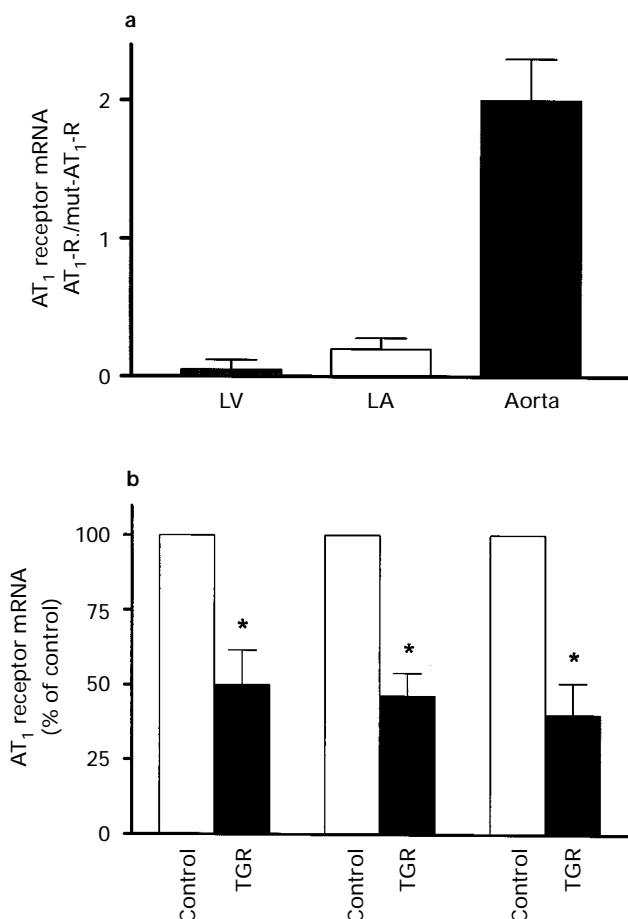 a
AT₁ receptor mRNA
AT₁-R./mut-AT₁-R
2
1
0
LV LA Aorta
b
AT₁ receptor mRNA
(% of control)
100
75
50
25
0
* * *
Control TGR Control TGR Control TGR